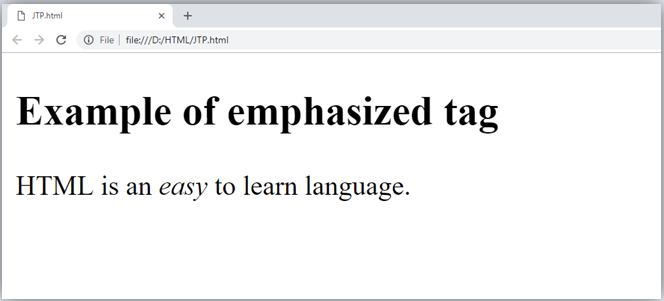 JTP.html
File | file:///D:/HTML/JTP.html
Example of emphasized tag
HTML is an easy to learn language.